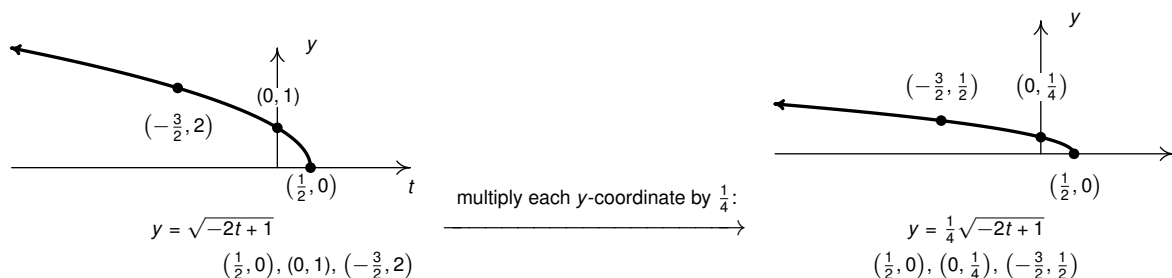 y
(0, 1)
(−3/2, 2)
(1/2, 0)
t
y = √(−2t + 1)
(1/2, 0), (0, 1), (−3/2, 2)
multiply each y-coordinate by 1/4:
y
(−3/2, 1/2)
(0, 1/4)
(1/2, 0)
y = 1/4 √(−2t + 1)
(1/2, 0), (0, 1/4), (−3/2, 1/2)